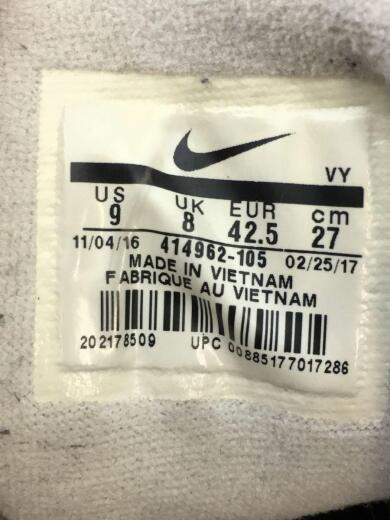 VY
US UK EUR cm
9 8 42.5 27
11/04/16 414962-105 02/25/17
MADE IN VIETNAM
FABRIQUE AU VIETNAM
202178509 UPC 00885177017286